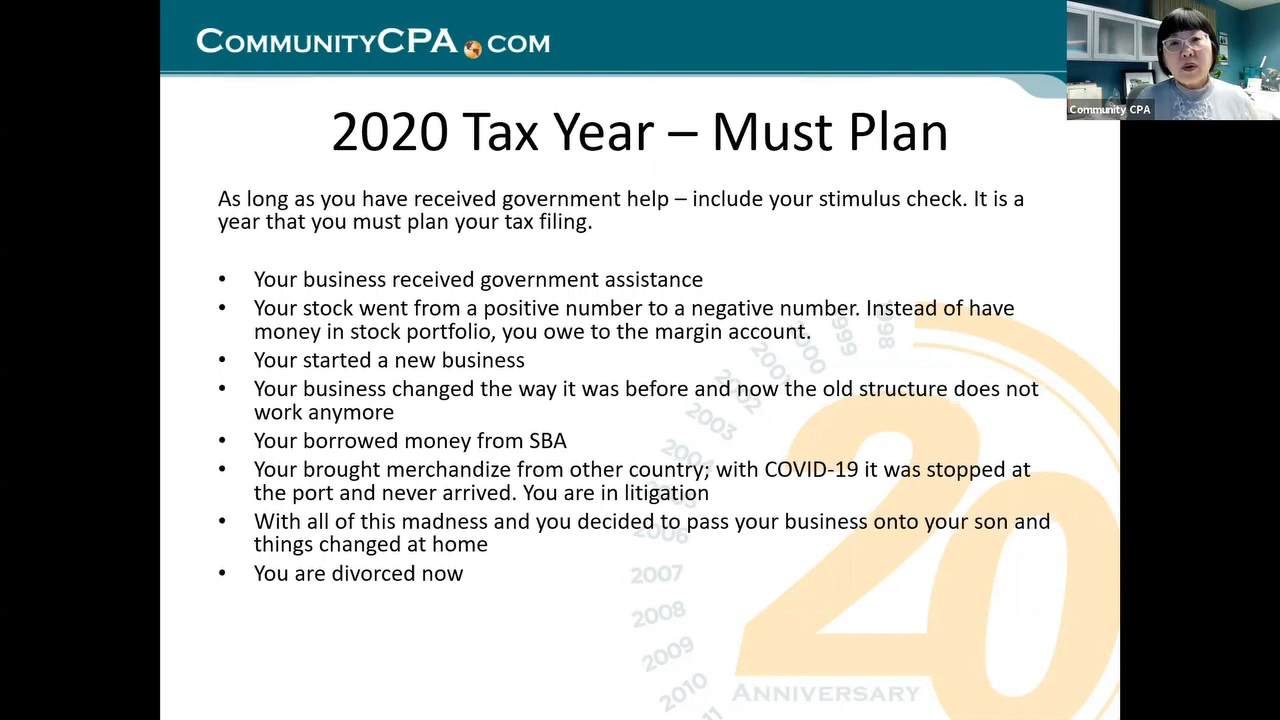 COMMUNITYCPA.COM
Community CPA
2020 Tax Year – Must Plan
As long as you have received government help – include your stimulus check. It is a
year that you must plan your tax filing.
• Your business received government assistance
• Your stock went from a positive number to a negative number. Instead of have
money in stock portfolio, you owe to the margin account.
• Your started a new business
• Your business changed the way it was before and now the old structure does not
work anymore
• Your borrowed money from SBA
• Your brought merchandize from other country; with COVID-19 it was stopped at
the port and never arrived. You are in litigation
• With all of this madness and you decided to pass your business onto your son and
things changed at home
• You are divorced now
1998
1999
2000
2001
2002
2003
2004
2005
2006
2007
2008
2009
2010
20
ANNIVERSARY